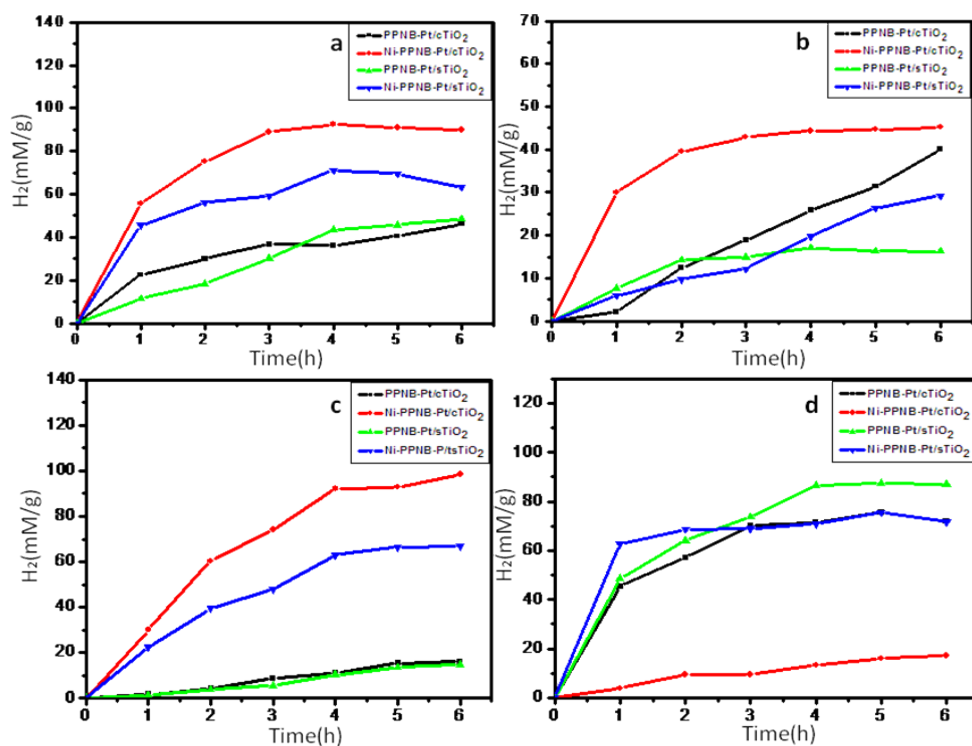 a
PPNB-Pt/cTiO₂
Ni-PPNB-Pt/cTiO₂
PPNB-Pt/sTiO₂
Ni-PPNB-Pt/sTiO₂
H₂(mM/g)
140
120
100
80
60
40
20
0
0 1 2 3 4 5 6
Time(h)
b
PPNB-Pt/cTiO₂
Ni-PPNB-Pt/cTiO₂
PPNB-Pt/sTiO₂
Ni-PPNB-Pt/sTiO₂
H₂(mM/g)
70
60
50
40
30
20
10
0
0 1 2 3 4 5 6
Time(h)
c
PPNB-Pt/cTiO₂
Ni-PPNB-Pt/cTiO₂
PPNB-Pt/sTiO₂
Ni-PPNB-P/tsTiO₂
H₂(mM/g)
140
120
100
80
60
40
20
0
0 1 2 3 4 5 6
Time(h)
d
PPNB-Pt/cTiO₂
Ni-PPNB-Pt/cTiO₂
PPNB-Pt/sTiO₂
Ni-PPNB-Pt/sTiO₂
H₂(mM/g)
120
100
80
60
40
20
0
0 1 2 3 4 5 6
Time(h)